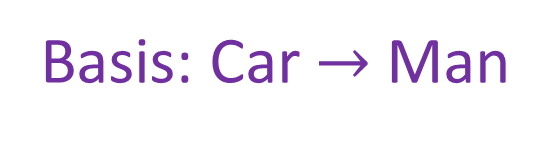 Basis: Car → Man